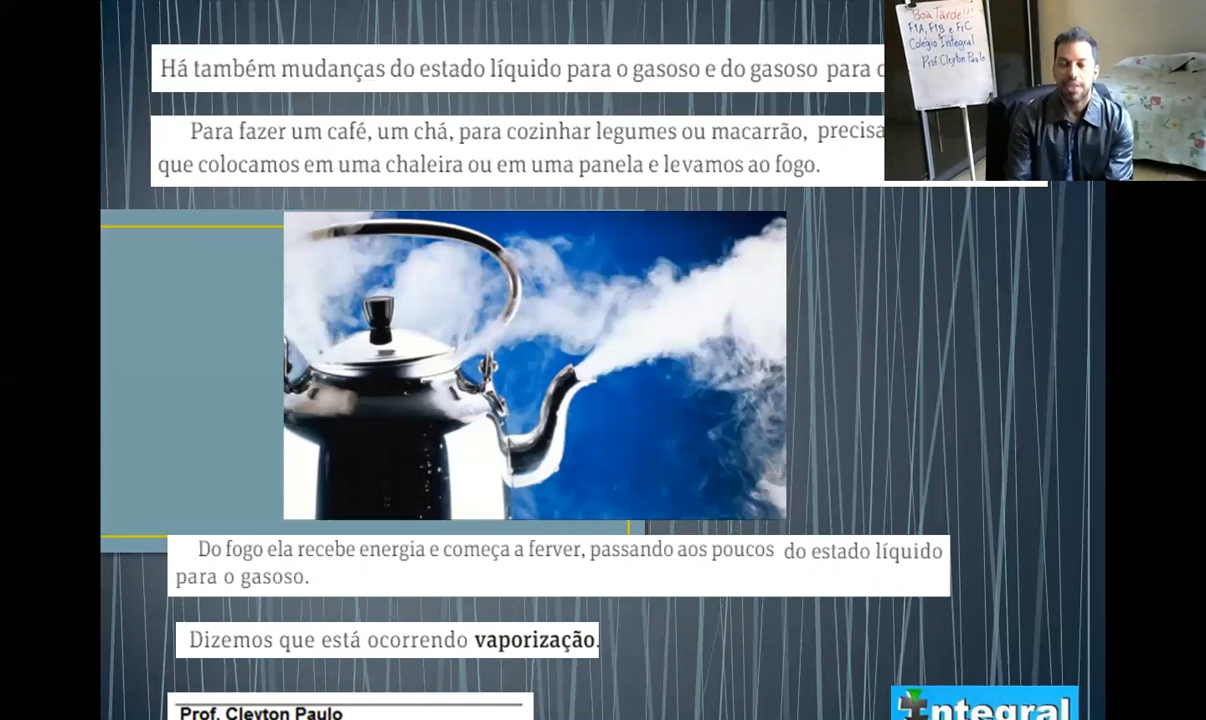 Boa Tarde!!!
F1A, F1B e F1C
Colégio Integral
Prof. Cleyton Paulo
Há também mudanças do estado líquido para o gasoso e do gasoso para
Para fazer um café, um chá, para cozinhar legumes ou macarrão,
que colocamos em uma chaleira ou em uma panela e levamos ao fogo.
Do fogo ela recebe energia e começa a ferver, passando aos poucos do estado líquido
para o gasoso.
Dizemos que está ocorrendo vaporização.
Prof. Cleyton Paulo
Integral